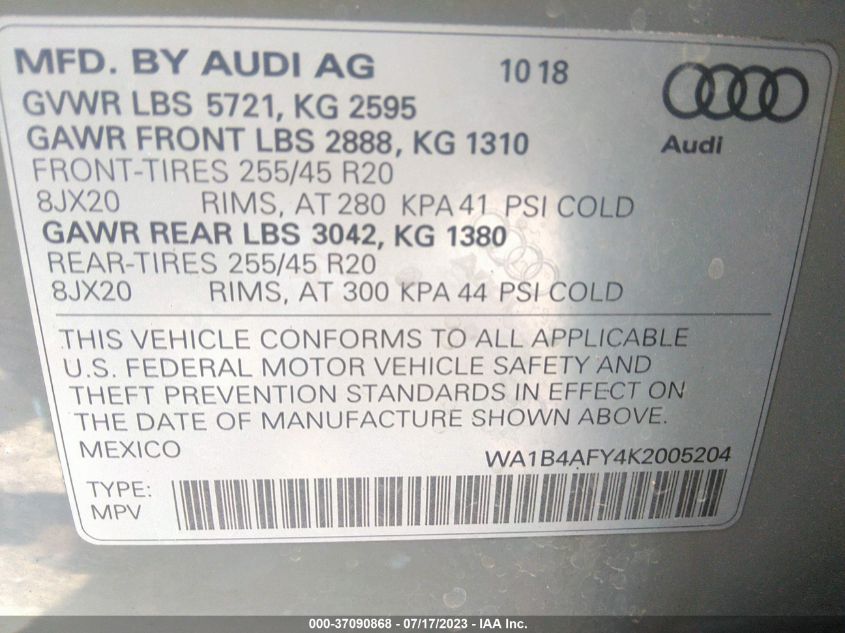 MFD. BY AUDI AG 10 18
GVWR LBS 5721, KG 2595
GAWR FRONT LBS 2888, KG 1310
Audi
FRONT-TIRES 255/45 R20
8JX20 RIMS, AT 280 KPA 41 PSI COLD
GAWR REAR LBS 3042, KG 1380
REAR-TIRES 255/45 R20
8JX20 RIMS, AT 300 KPA 44 PSI COLD
THIS VEHICLE CONFORMS TO ALL APPLICABLE
U.S. FEDERAL MOTOR VEHICLE SAFETY AND
THEFT PREVENTION STANDARDS IN EFFECT ON
THE DATE OF MANUFACTURE SHOWN ABOVE.
MEXICO
WA1B4AFY4K2005204
TYPE:
MPV
000-37090868 - 07/17/2023 - IAA Inc.